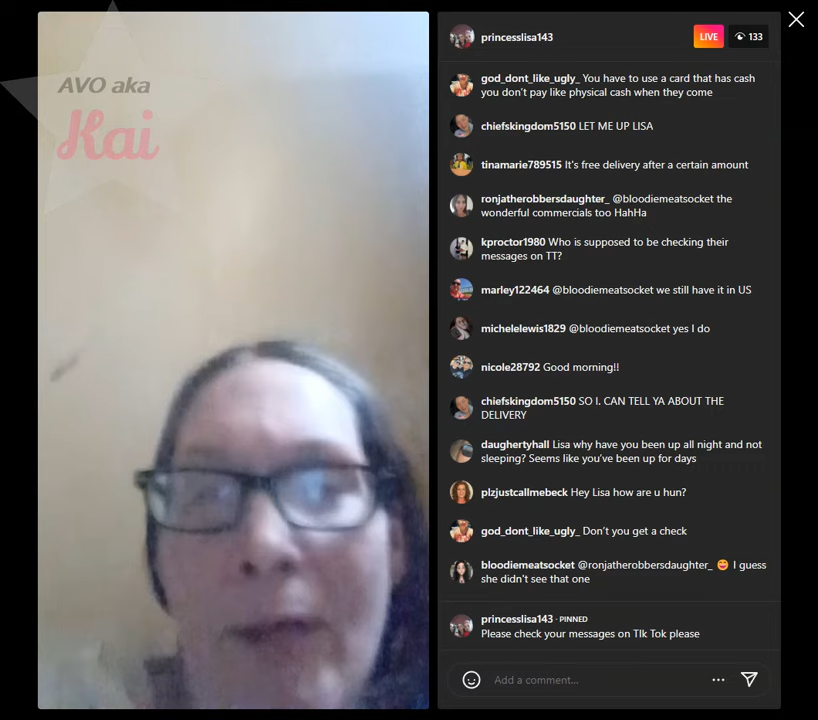 AVO aka
Kai
princesslisa143
LIVE
133
god_dont_like_ugly_ You have to use a card that has cash
you don't pay like physical cash when they come
chiefskingdom5150 LET ME UP LISA
tinamarie789515 It's free delivery after a certain amount
ronjatherobbersdaughter_ @bloodiemeatsocket the
wonderful commercials too HahHa
kproctor1980 Who is supposed to be checking their
messages on TT?
marley122464 @bloodiemeatsocket we still have it in US
michelelewis1829 @bloodiemeatsocket yes I do
nicole28792 Good morning!!
chiefskingdom5150 SO I. CAN TELL YA ABOUT THE
DELIVERY
daughertyhall Lisa why have you been up all night and not
sleeping? Seems like you've been up for days
plzjustcallmebeck Hey Lisa how are u hun?
god_dont_like_ugly_ Don't you get a check
bloodiemeatsocket @ronjatherobbersdaughter_ 😅 I guess
she didn't see that one
princesslisa143 · PINNED
Please check your messages on TIk Tok please
Add a comment...